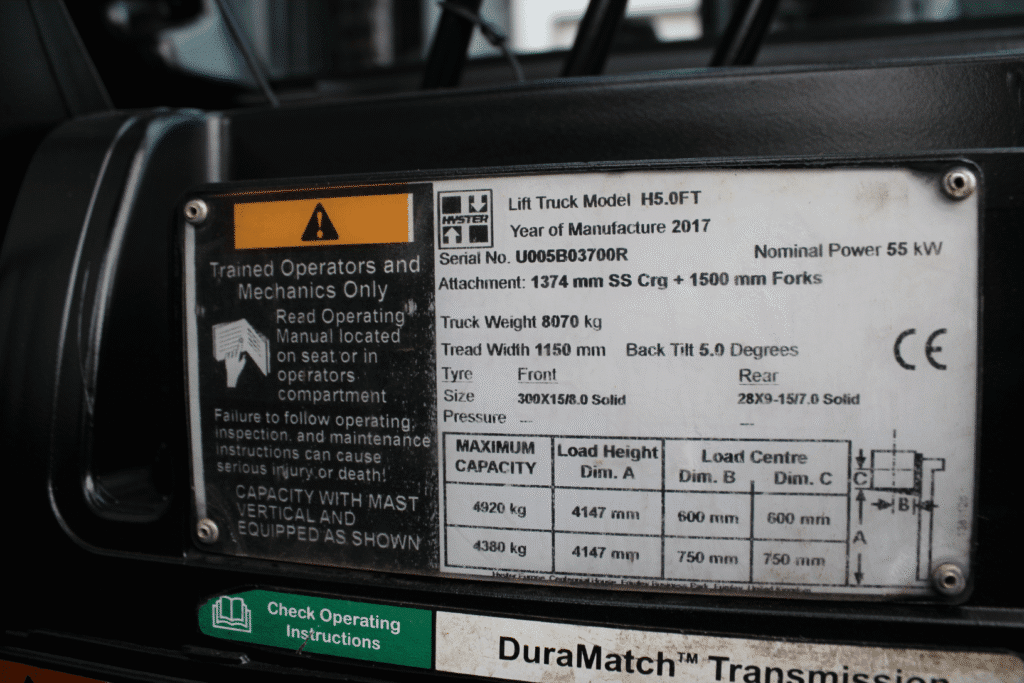 Trained Operators and
Mechanics Only
Read Operating
Manual located
on seat or in
operators
compartment
Failure to follow operating,
inspection, and maintenance
instructions can cause
serious injury or death!
CAPACITY WITH MAST
VERTICAL AND
EQUIPPED AS SHOWN
HYSTER
Lift Truck Model H5.0FT
Year of Manufacture 2017
Serial No. U005B03700R Nominal Power 55 kW
Attachment: 1374 mm SS Crg + 1500 mm Forks
Truck Weight 8070 kg
Tread Width 1150 mm Back Tilt 5.0 Degrees
CE
Tyre Front Rear
Size 300X15/8.0 Solid 28X9-15/7.0 Solid
Pressure --- ---
MAXIMUM CAPACITY Load Height Dim. A Load Centre Dim. B Dim. C
4920 kg 4147 mm 600 mm 600 mm
4380 kg 4147 mm 750 mm 750 mm
C
B
A
Check Operating
Instructions
DuraMatch™ Transmission